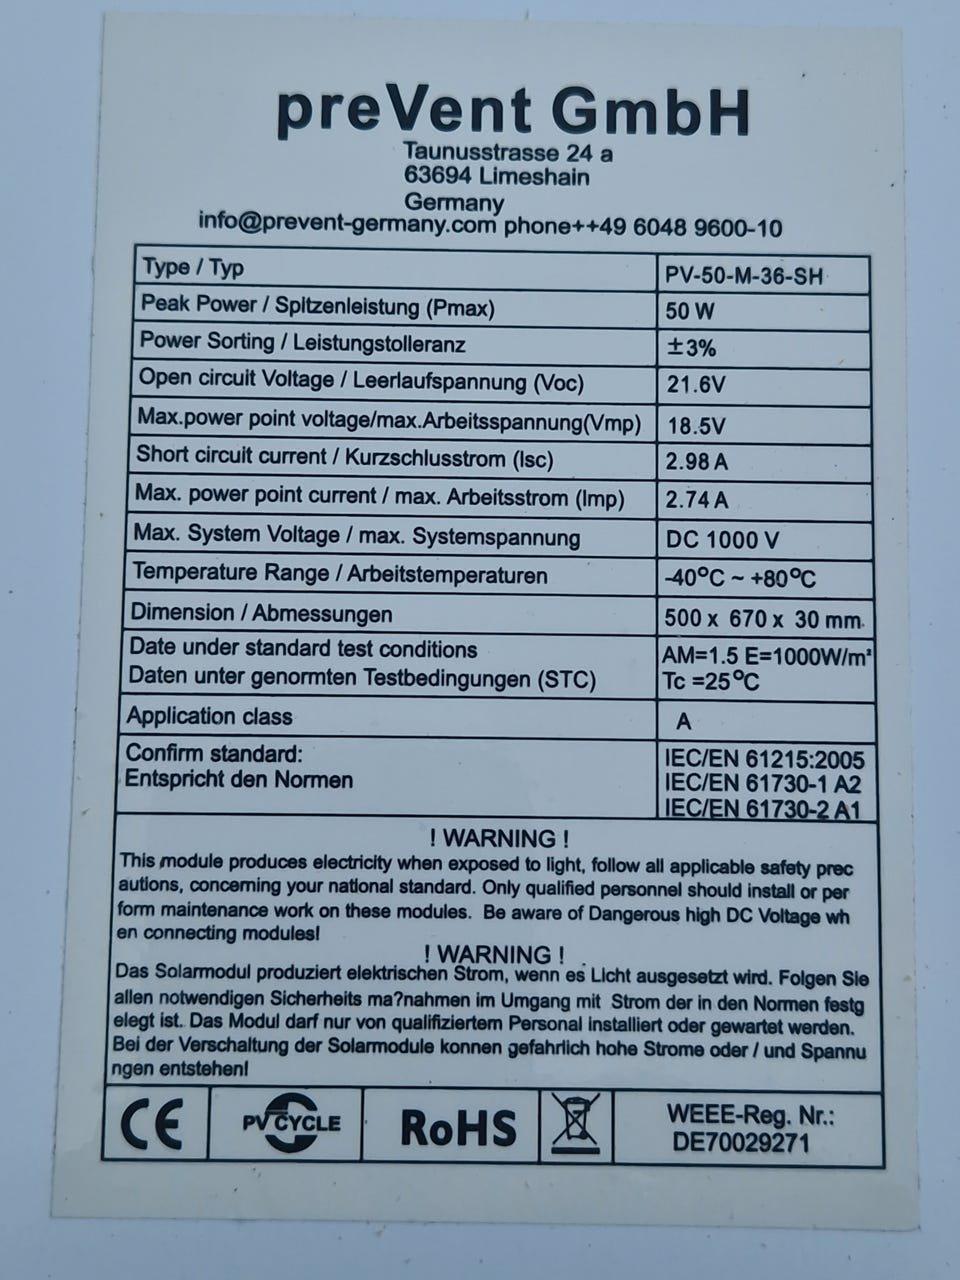 preVent GmbH
Taunusstrasse 24 a
63694 Limeshain
Germany
info@prevent-germany.com phone++49 6048 9600-10
Type / Typ PV-50-M-36-SH
Peak Power / Spitzenleistung (Pmax) 50 W
Power Sorting / Leistungstolleranz ±3%
Open circuit Voltage / Leerlaufspannung (Voc) 21.6V
Max.power point voltage/max.Arbeitsspannung(Vmp) 18.5V
Short circuit current / Kurzschlusstrom (Isc) 2.98 A
Max. power point current / max. Arbeitsstrom (Imp) 2.74 A
Max. System Voltage / max. Systemspannung DC 1000 V
Temperature Range / Arbeitstemperaturen -40°C ~ +80°C
Dimension / Abmessungen 500 x 670 x 30 mm
Date under standard test conditions AM=1.5 E=1000W/m²
Daten unter genormten Testbedingungen (STC) Tc =25°C
Application class A
Confirm standard: IEC/EN 61215:2005
Entspricht den Normen IEC/EN 61730-1 A2
IEC/EN 61730-2 A1
! WARNING !
This module produces electricity when exposed to light, follow all applicable safety prec
autions, concerning your national standard. Only qualified personnel should install or per
form maintenance work on these modules. Be aware of Dangerous high DC Voltage wh
en connecting modules!
! WARNING !
Das Solarmodul produziert elektrischen Strom, wenn es Licht ausgesetzt wird. Folgen Sie
allen notwendigen Sicherheits ma?nahmen im Umgang mit Strom der in den Normen festg
elegt ist. Das Modul darf nur von qualifiziertem Personal installiert oder gewartet werden.
Bei der Verschaltung der Solarmodule konnen gefahrlich hohe Strome oder / und Spannu
ngen entstehen!
CE PV CYCLE RoHS WEEE-Reg. Nr.:
DE70029271